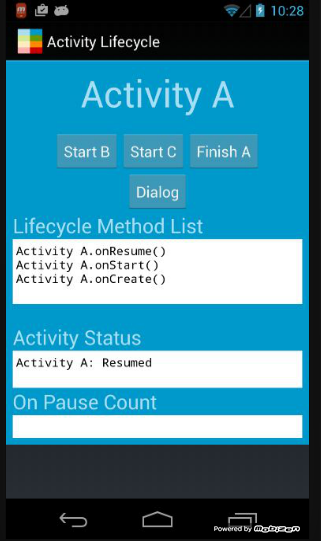 10:28
Activity Lifecycle
Activity A
Start B Start C Finish A
Dialog
Lifecycle Method List
Activity A.onResume()
Activity A.onStart()
Activity A.onCreate()
Activity Status
Activity A: Resumed
On Pause Count
Powered by Mobizen